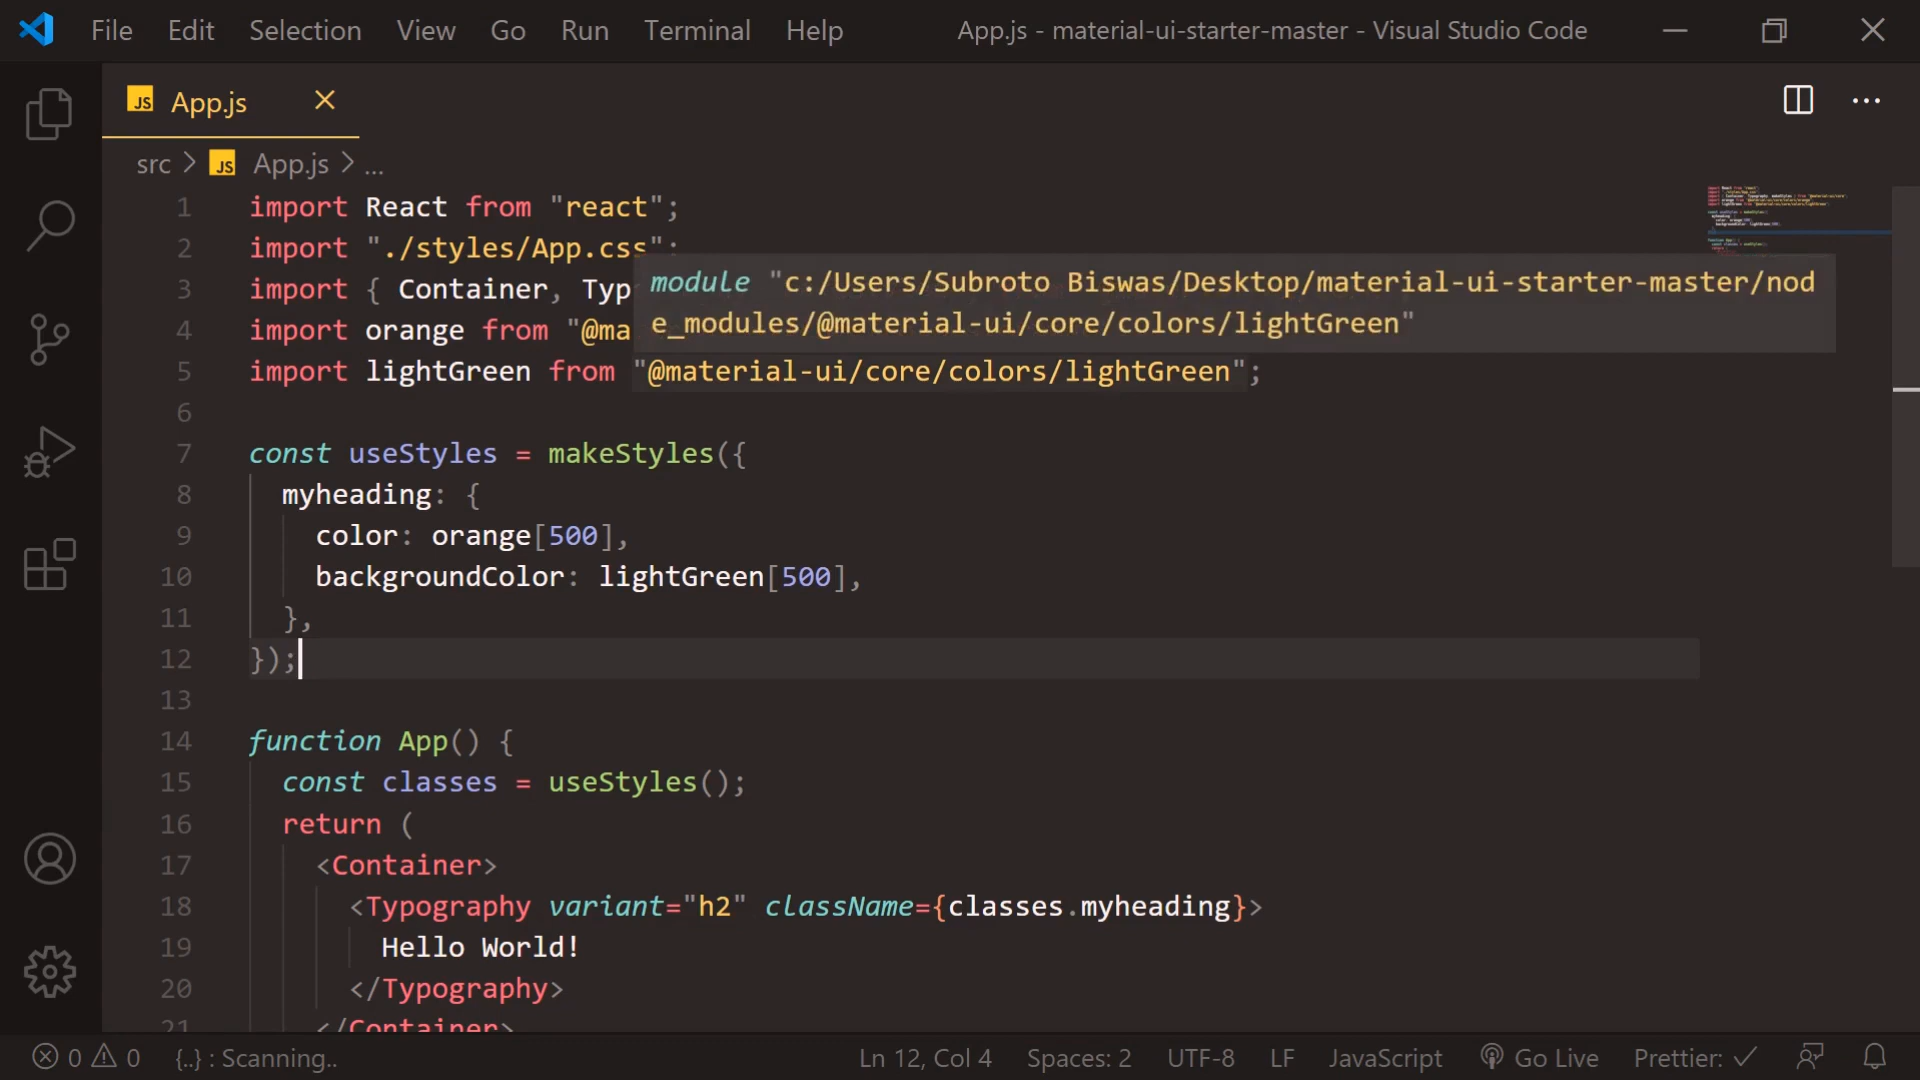 File Edit Selection View Go Run Terminal Help App.js - material-ui-starter-master - Visual Studio Code
JS App.js
src > JS App.js > ...
1 import React from "react";
2 import "./styles/App.css";
3 import { Container, Typ
module "c:/Users/Subroto Biswas/Desktop/material-ui-starter-master/nod
e_modules/@material-ui/core/colors/lightGreen"
4 import orange from "@ma
5 import lightGreen from "@material-ui/core/colors/lightGreen";
6
7 const useStyles = makeStyles({
8 myheading: {
9 color: orange[500],
10 backgroundColor: lightGreen[500],
11 },
12 });
13
14 function App() {
15 const classes = useStyles();
16 return (
17 <Container>
18 <Typography variant="h2" className={classes.myheading}>
19 Hello World!
20 </Typography>
21 </Container>
0 0 {..} : Scanning.. Ln 12, Col 4 Spaces: 2 UTF-8 LF JavaScript Go Live Prettier: ✓